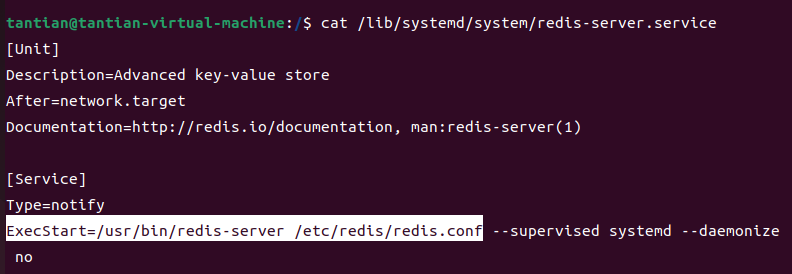 tantian@tantian-virtual-machine:/$ cat /lib/systemd/system/redis-server.service
[Unit]
Description=Advanced key-value store
After=network.target
Documentation=http://redis.io/documentation, man:redis-server(1)
[Service]
Type=notify
ExecStart=/usr/bin/redis-server /etc/redis/redis.conf --supervised systemd --daemonize
no